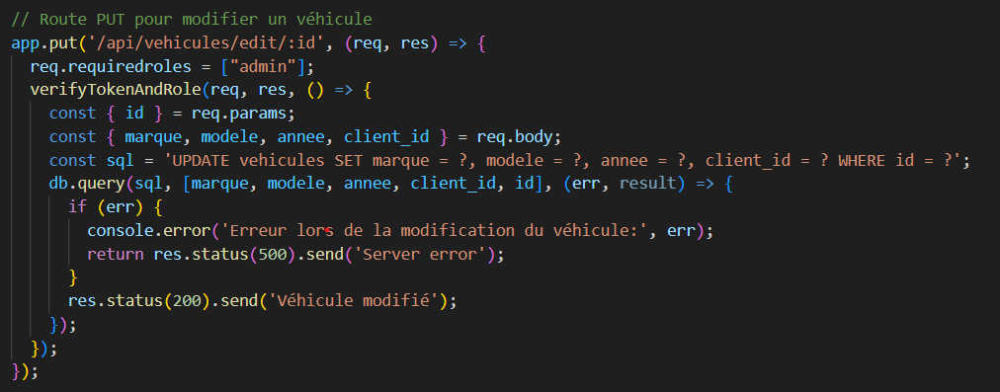 // Route PUT pour modifier un véhicule
app.put('/api/vehicules/edit/:id', (req, res) => {
  req.requiredroles = ["admin"];
  verifyTokenAndRole(req, res, () => {
    const { id } = req.params;
    const { marque, modele, annee, client_id } = req.body;
    const sql = 'UPDATE vehicules SET marque = ?, modele = ?, annee = ?, client_id = ? WHERE id = ?';
    db.query(sql, [marque, modele, annee, client_id, id], (err, result) => {
      if (err) {
        console.error('Erreur lors de la modification du véhicule:', err);
        return res.status(500).send('Server error');
      }
      res.status(200).send('Véhicule modifié');
    });
  });
});